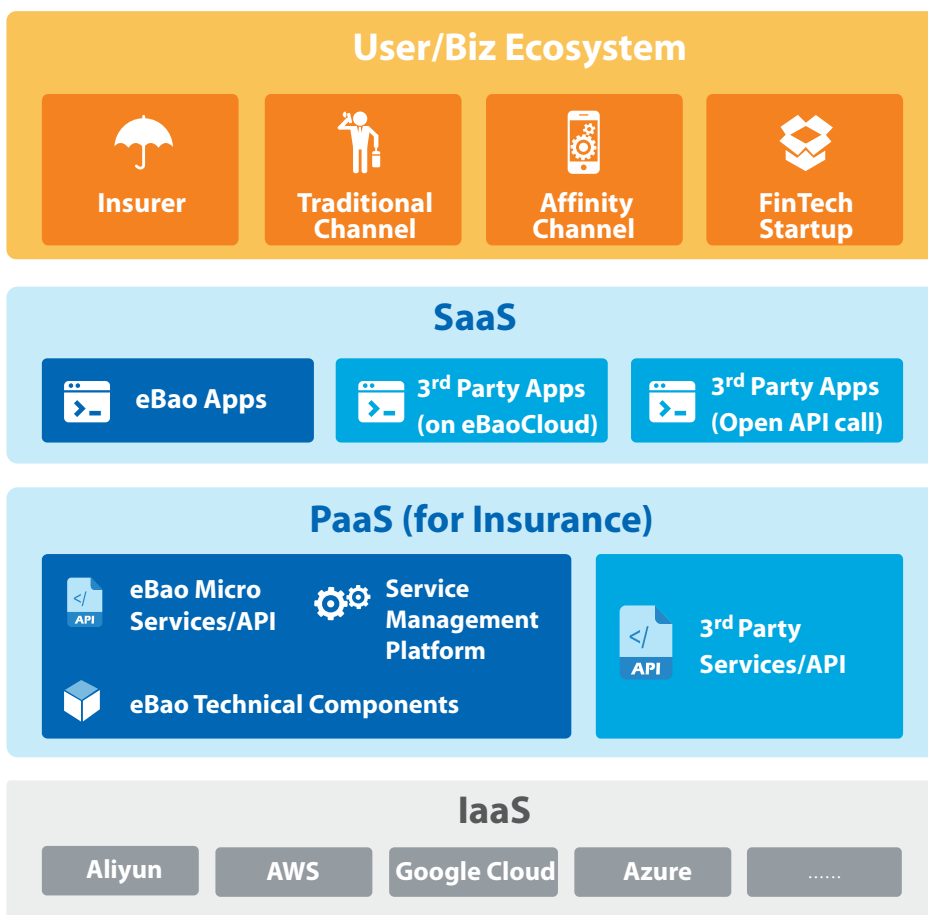 User/Biz Ecosystem
Insurer
Traditional
Channel
Affinity
Channel
FinTech
Startup
SaaS
eBao Apps
3rd Party Apps
(on eBaoCloud)
3rd Party Apps
(Open API call)
PaaS (for Insurance)
</
API
eBao Micro
Services/API
Service
Management
Platform
eBao Technical Components
</
API
3rd Party
Services/API
IaaS
Aliyun
AWS
Google Cloud
Azure
......